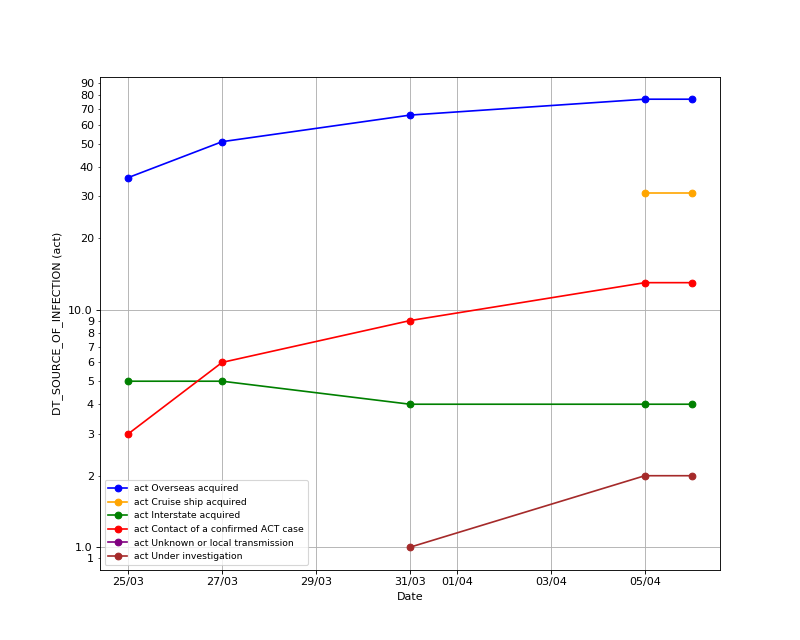 90
80
70
60
50
40
30
20
10.0
9
8
7
6
5
4
3
2
1.0
1
DT_SOURCE_OF_INFECTION (act)
act Overseas acquired
act Cruise ship acquired
act Interstate acquired
act Contact of a confirmed ACT case
act Unknown or local transmission
act Under investigation
25/03 27/03 29/03 31/03 01/04 03/04 05/04
Date